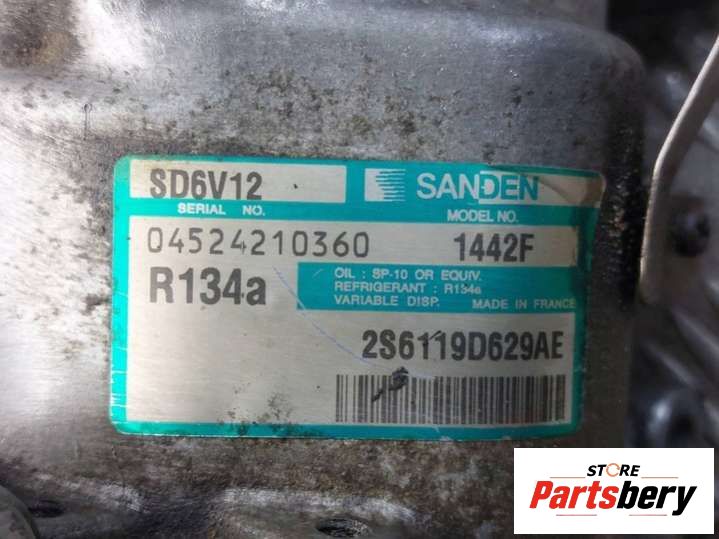 SD6V12
SANDEN
SERIAL NO.
MODEL NO.
04524210360
1442F
R134a
OIL : SP-10 OR EQUIV.
REFRIGERANT : R134a
VARIABLE DISP. MADE IN FRANCE
2S6119D629AE
STORE
Partsbery